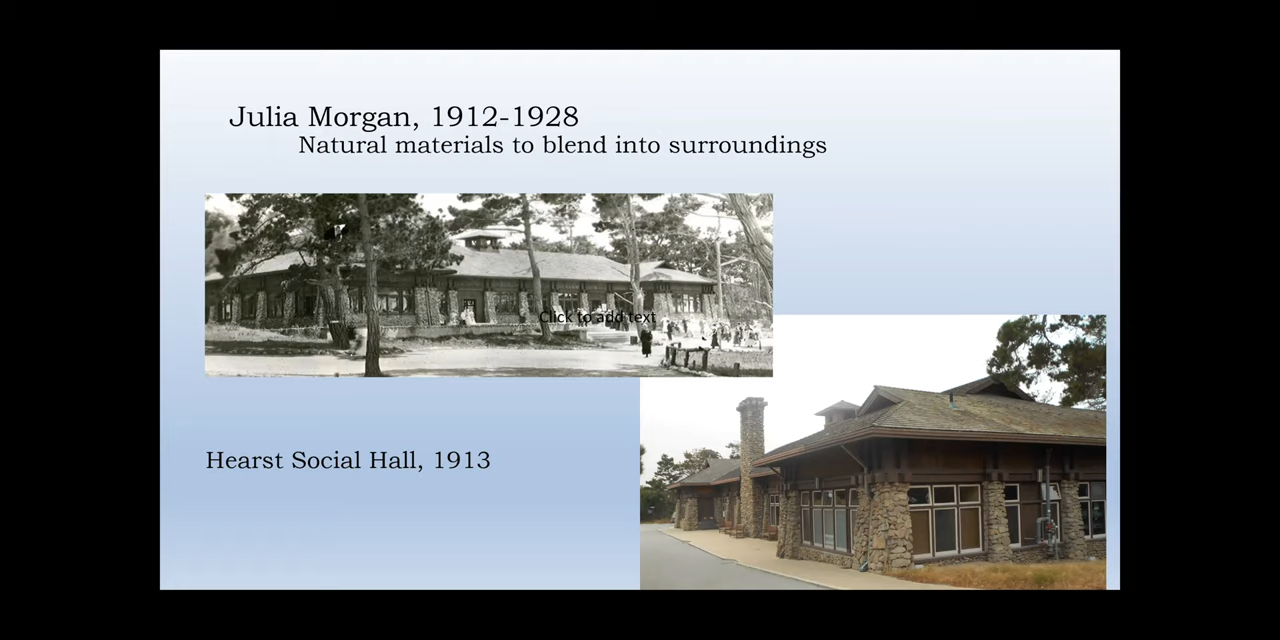 Julia Morgan, 1912-1928
Natural materials to blend into surroundings
Click to add text
Hearst Social Hall, 1913